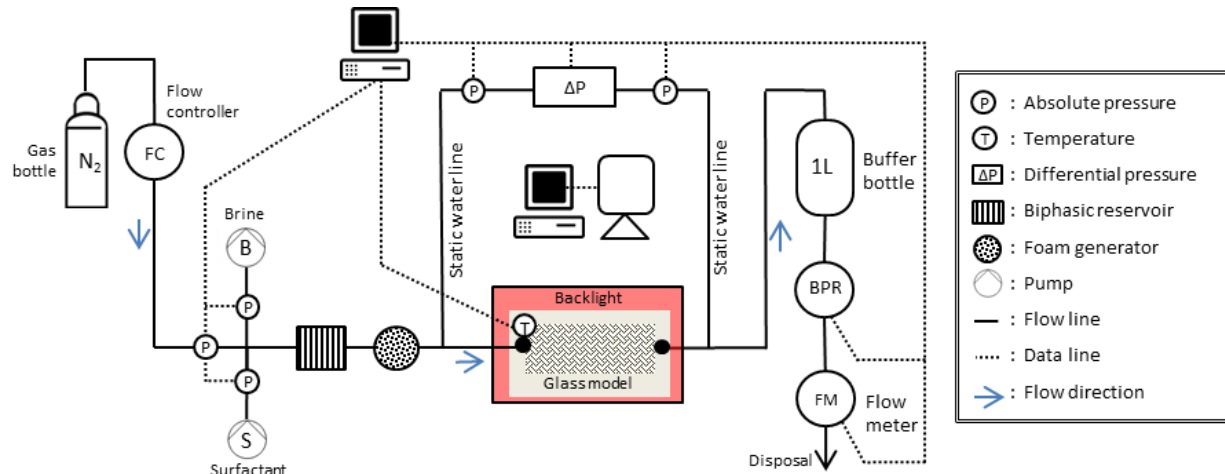 Flow
controller
Gas
bottle
N₂
FC
Brine
B
P
P
P
S
Surfactant
P
ΔP
P
Static water line
Static water line
Backlight
T
Glass model
1L
Buffer
bottle
BPR
FM
Flow
meter
Disposal
P : Absolute pressure
T : Temperature
ΔP : Differential pressure
: Biphasic reservoir
: Foam generator
: Pump
: Flow line
: Data line
: Flow direction